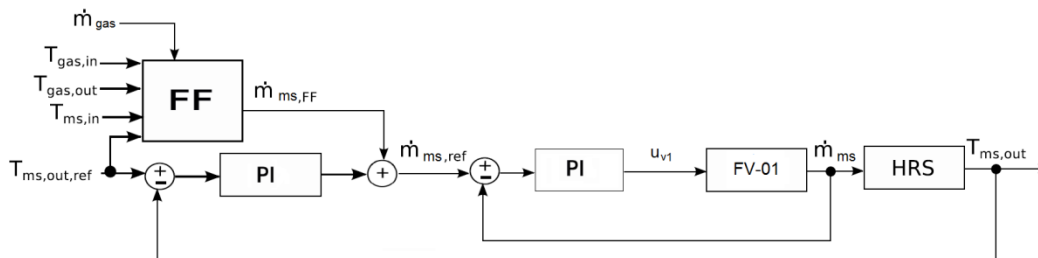 ṁ gas
T gas,in
T gas,out
FF
T ms,in
ṁ ms,FF
T ms,out,ref
PI
+
ṁ ms,ref
PI
u v1
FV-01
ṁ ms
HRS
T ms,out